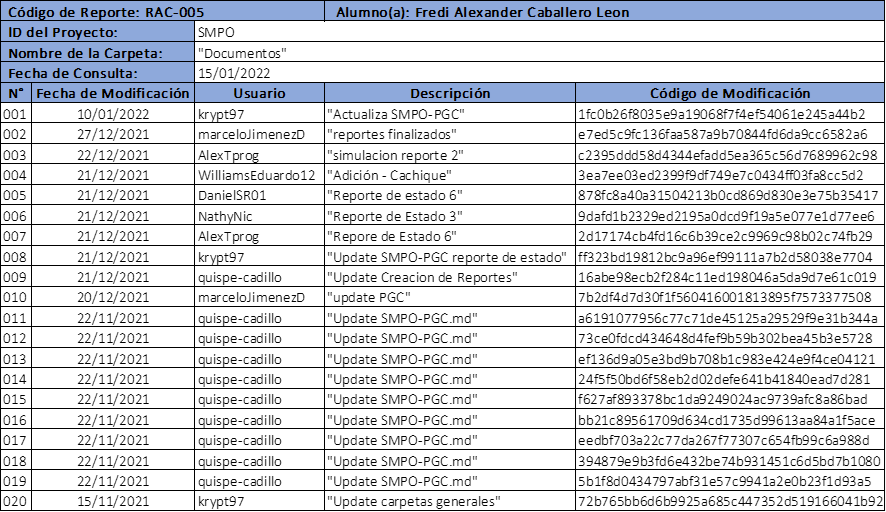 Código de Reporte: RAC-005 Alumno(a): Fredi Alexander Caballero Leon
ID del Proyecto: SMPO
Nombre de la Carpeta: "Documentos"
Fecha de Consulta: 15/01/2022
N° Fecha de Modificación Usuario Descripción Código de Modificación
001 10/01/2022 krypt97 "Actualiza SMPO-PGC" 1fc0b26f8035e9a19068f7f4ef54061e245a44b2
002 27/12/2021 marceloJimenezD "reportes finalizados" e7ed5c9fc136faa587a9b70844fd6da9cc6582a6
003 22/12/2021 AlexTprog "simulacion reporte 2" c2395ddd58d4344efadd5ea365c56d7689962c98
004 21/12/2021 WilliamsEduardo12 "Adición - Cachique" 3ea7ee03ed2399f9df749e7c0434ff03fa8cc5d2
005 21/12/2021 DanielSR01 "Reporte de estado 6" 878fc8a40a31504213b0cd869d830e3e75b35417
006 21/12/2021 NathyNic "Reporte de Estado 3" 9dafd1b2329ed2195a0dcd9f19a5e077e1d77ee6
007 21/12/2021 AlexTprog "Repore de Estado 6" 2d17174cb4fd16c6b39ce2c9969c98b02c74fb29
008 21/12/2021 krypt97 "Update SMPO-PGC reporte de estado" ff323bd19812bc9a96ef99111a7b2d58038e7704
009 21/12/2021 quispe-cadillo "Update Creacion de Reportes" 16abe98ecb2f284c11ed198046a5da9d7e61c019
010 20/12/2021 marceloJimenezD "update PGC" 7b2df4d7d30f1f560416001813895f7573377508
011 22/11/2021 quispe-cadillo "Update SMPO-PGC.md" a6191077956c77c71de45125a29529f9e31b344a
012 22/11/2021 quispe-cadillo "Update SMPO-PGC.md" 73ce0fdcd434648d4fef9b59b302bea45b3e5728
013 22/11/2021 quispe-cadillo "Update SMPO-PGC.md" ef136d9a05e3bd9b708b1c983e424e9f4ce04121
014 22/11/2021 quispe-cadillo "Update SMPO-PGC.md" 24f5f50bd6f58eb2d02defe641b41840ead7d281
015 22/11/2021 quispe-cadillo "Update SMPO-PGC.md" f627af893378bc1da9249024ac9739afc8a86bad
016 22/11/2021 quispe-cadillo "Update SMPO-PGC.md" bb21c89561709d634cd1735d99613aa84a1f5ace
017 22/11/2021 quispe-cadillo "Update SMPO-PGC.md" eedbf703a22c77da267f77307c654fb99c6a988d
018 22/11/2021 quispe-cadillo "Update SMPO-PGC.md" 394879e9b3fd6e432be74b931451c6d5bd7b1080
019 22/11/2021 quispe-cadillo "Update SMPO-PGC.md" 5b1f8d0434797abf31e57c9941a2e0b23f1d93a5
020 15/11/2021 krypt97 "Update carpetas generales" 72b765bb6d6b9925a685c447352d519166041b92